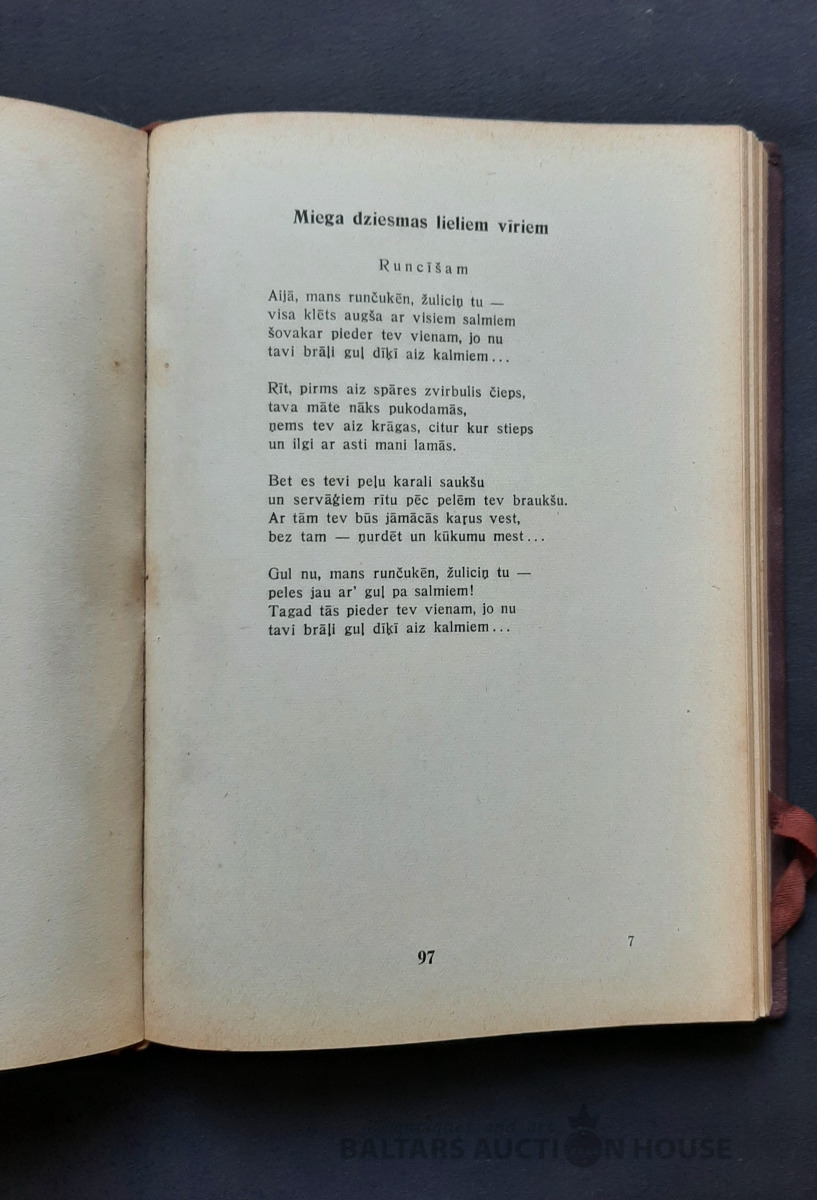 Miega dziesmas lieliem vīriem
Runcīšam
Aijā, mans runčukēn, žuliciņ tu —
visa klēts augša ar visiem salmiem
šovakar pieder tev vienam, jo nu
tavi brāļi guļ dīķī aiz kalmiem...
Rīt, pirms aiz spāres zvirbulis čieps,
tava māte nāks pukodamās,
ņems tev aiz krāgas, citur kur stieps
un ilgi ar asti mani lamās.
Bet es tevi peļu karali saukšu
un servāģiem rītu pēc pelēm tev braukšu.
Ar tām tev būs jāmācās karus vest,
bez tam — ņurdēt un kūkumu mest...
Gul nu, mans runčukēn, žuliciņ tu —
peles jau ar' guļ pa salmiem!
Tagad tās pieder tev vienam, jo nu
tavi brāļi guļ dīķī aiz kalmiem...
7
97
BALTARS AUCTION HOUSE